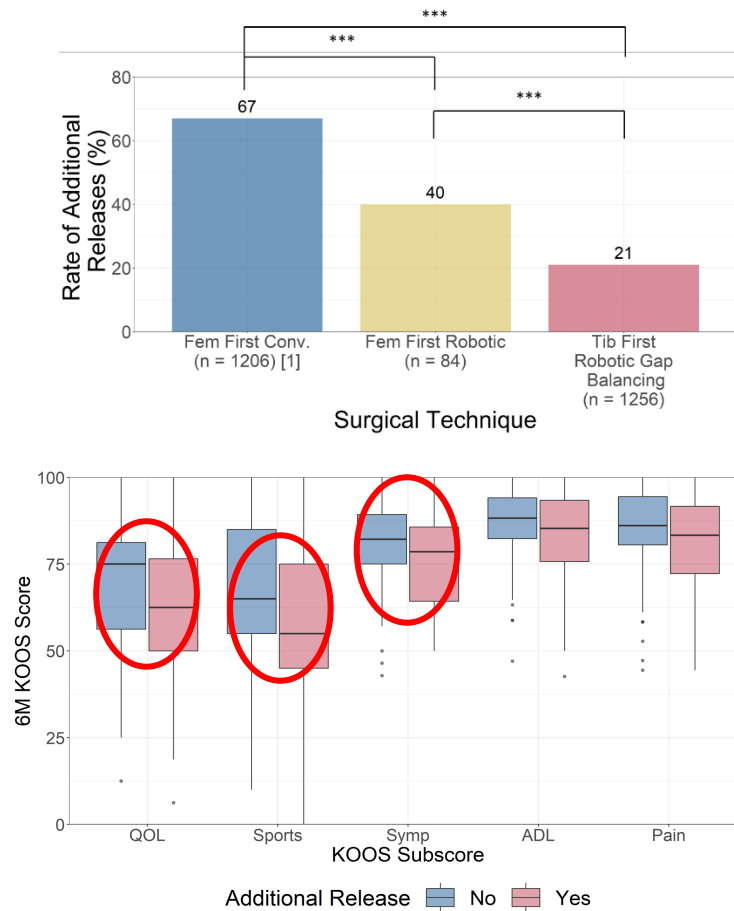 ***
***
***
Rate of Additional
Releases (%)
80
60
40
20
0
67
40
21
Fem First Conv.
(n = 1206) [1]
Fem First Robotic
(n = 84)
Tib First
Robotic Gap
Balancing
(n = 1256)
Surgical Technique
6M KOOS Score
100
75
50
25
0
QOL
Sports
Symp
ADL
Pain
KOOS Subscore
Additional Release No Yes